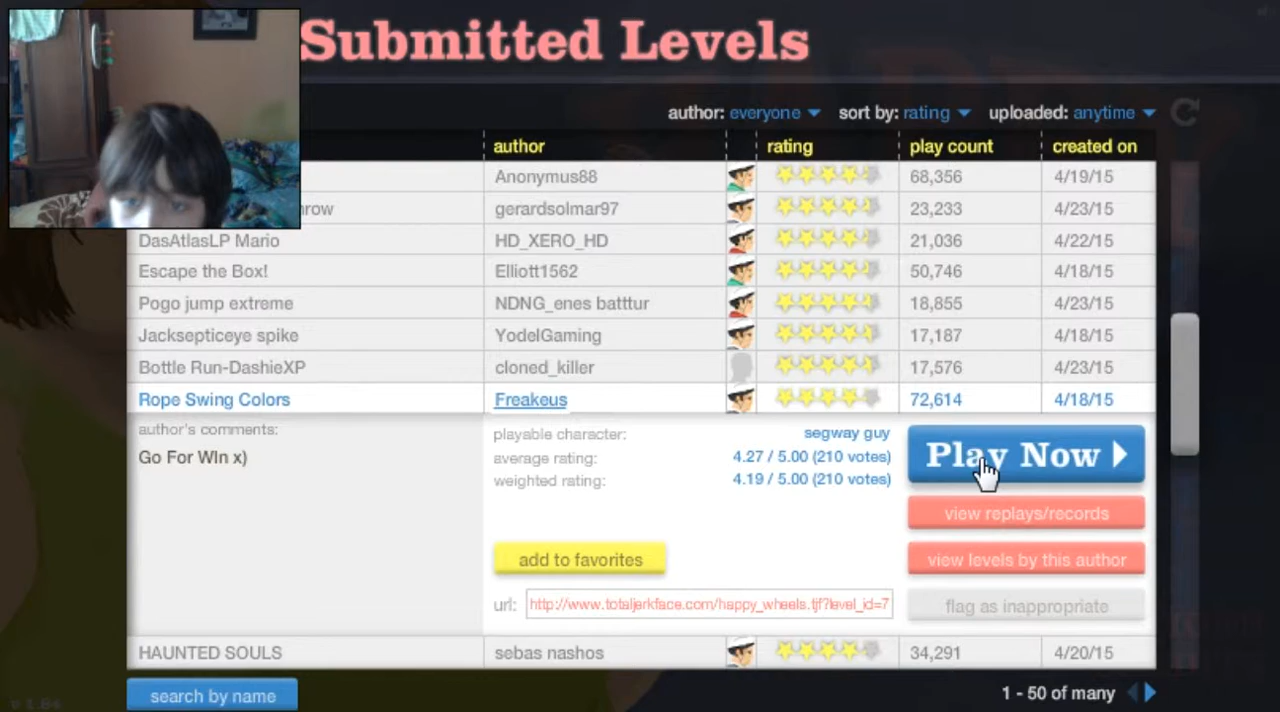 Submitted Levels
author: everyone sort by: rating uploaded: anytime
author rating play count created on
Anonymus88 68,356 4/19/15
hrow gerardsolmar97 23,233 4/23/15
DasAtlasLP Mario HD_XERO_HD 21,036 4/22/15
Escape the Box! Elliott1562 50,746 4/18/15
Pogo jump extreme NDNG_enes batttur 18,855 4/23/15
Jacksepticeye spike YodelGaming 17,187 4/18/15
Bottle Run-DashieXP cloned_killer 17,576 4/23/15
Rope Swing Colors Freakeus 72,614 4/18/15
author's comments: playable character: segway guy
Go For WIn x) average rating: 4.27 / 5.00 (210 votes) Play Now
weighted rating: 4.19 / 5.00 (210 votes)
view replays/records
add to favorites view levels by this author
url: http://www.totaljerkface.com/happy_wheels.tjf?level_id=7 flag as inappropriate
HAUNTED SOULS sebas nashos 34,291 4/20/15
search by name 1 - 50 of many